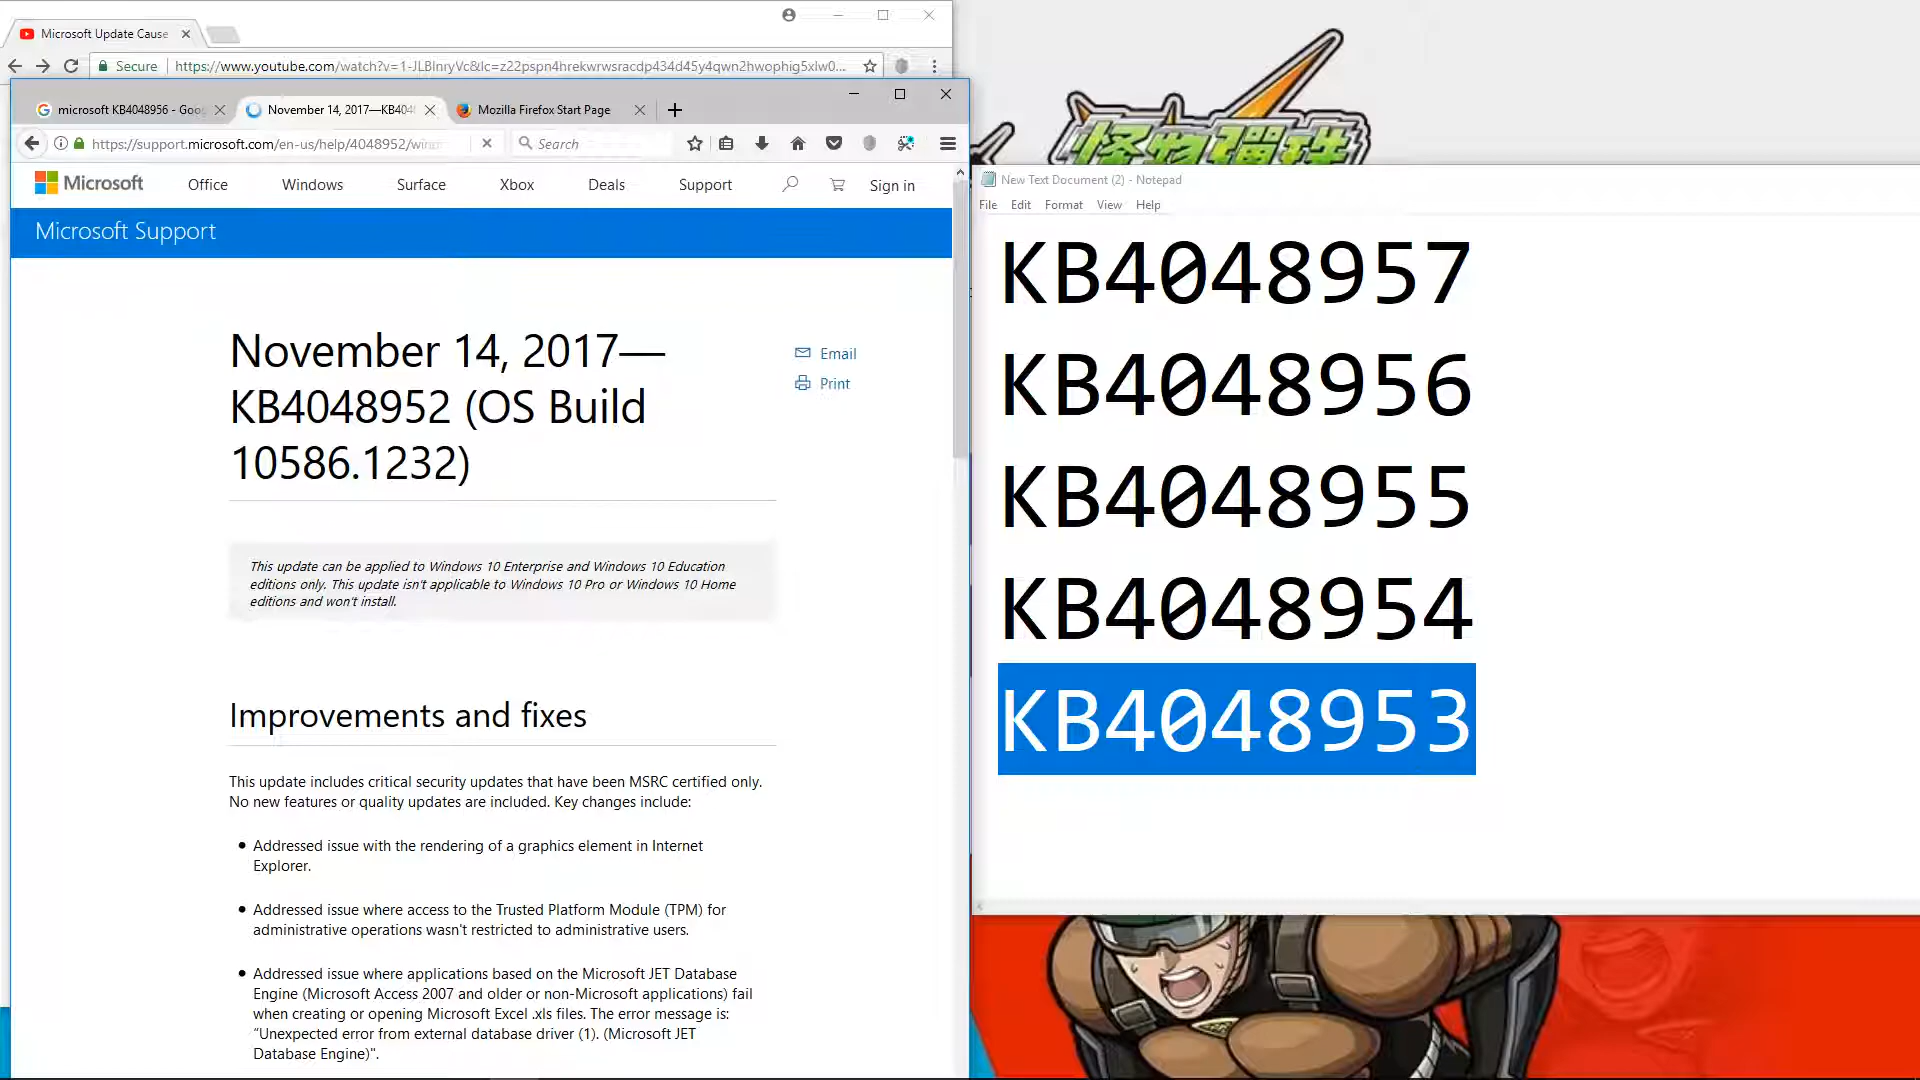 Microsoft Update Cause
Secure
https://www.youtube.com/watch?v=1-JLBInryVc&lc=z22pspn4hrekwrwsracdp434d45y4qwn2hwophig5xlw0...
microsoft KB4048956 - Goog
November 14, 2017—KB404
Mozilla Firefox Start Page
https://support.microsoft.com/en-us/help/4048952/win
Search
Microsoft
Office
Windows
Surface
Xbox
Deals
Support
Sign in
Microsoft Support
November 14, 2017—
KB4048952 (OS Build
10586.1232)
Email
Print
This update can be applied to Windows 10 Enterprise and Windows 10 Education
editions only. This update isn't applicable to Windows 10 Pro or Windows 10 Home
editions and won't install.
Improvements and fixes
This update includes critical security updates that have been MSRC certified only.
No new features or quality updates are included. Key changes include:
Addressed issue with the rendering of a graphics element in Internet
Explorer.
Addressed issue where access to the Trusted Platform Module (TPM) for
administrative operations wasn't restricted to administrative users.
Addressed issue where applications based on the Microsoft JET Database
Engine (Microsoft Access 2007 and older or non-Microsoft applications) fail
when creating or opening Microsoft Excel .xls files. The error message is:
“Unexpected error from external database driver (1). (Microsoft JET
Database Engine)".
怪物彈珠
New Text Document (2) - Notepad
File Edit Format View Help
KB4048957
KB4048956
KB4048955
KB4048954
KB4048953